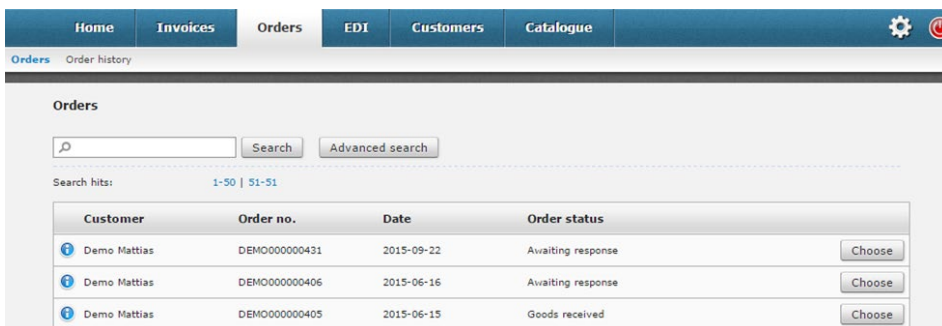 Home Invoices Orders EDI Customers Catalogue
Orders Order history
Orders
Search Advanced search
Search hits: 1-50 | 51-51
Customer Order no. Date Order status
Demo Mattias DEMO000000431 2015-09-22 Awaiting response Choose
Demo Mattias DEMO000000406 2015-06-16 Awaiting response Choose
Demo Mattias DEMO000000405 2015-06-15 Goods received Choose